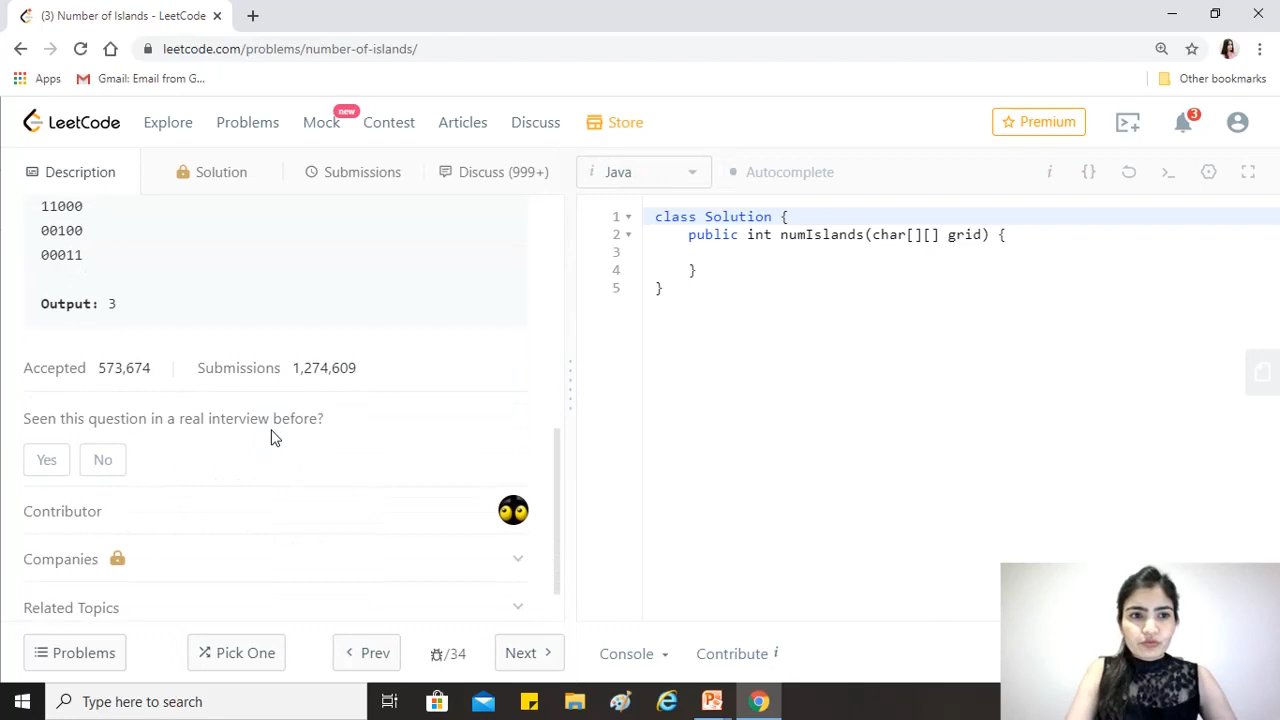 (3) Number of Islands - LeetCode
leetcode.com/problems/number-of-islands/
Apps
Gmail: Email from G...
Other bookmarks
LeetCode
Explore
Problems
Mock
new
Contest
Articles
Discuss
Store
Premium
3
Description
Solution
Submissions
Discuss (999+)
i Java
Autocomplete
i
{}
11000
00100
00011
Output: 3
Accepted 573,674 Submissions 1,274,609
Seen this question in a real interview before?
Yes
No
Contributor
Companies
Related Topics
1 class Solution {
2 public int numIslands(char[][] grid) {
3
4 }
5 }
Problems
Pick One
Prev
/34
Next
Console
Contribute i
Type here to search